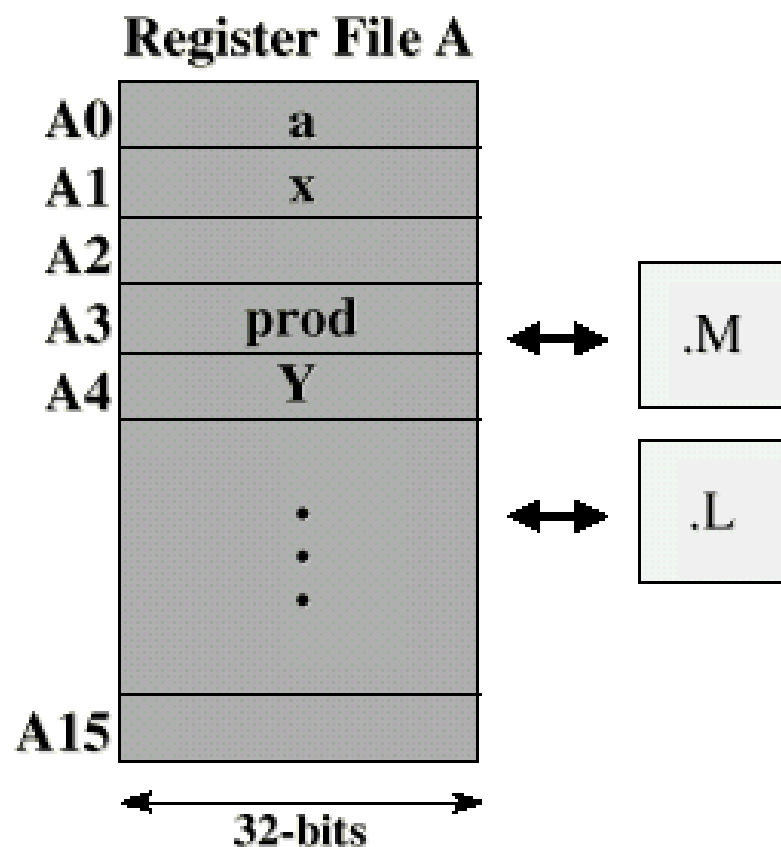 Register File A
A0 a
A1 x
A2
A3 prod
.M
A4 Y
.L
A15
32-bits